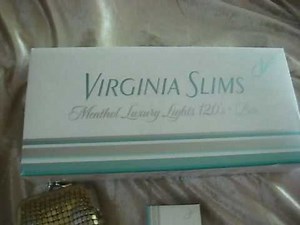 VIRGINIA SLIMS
Menthol Luxury Lights 120's